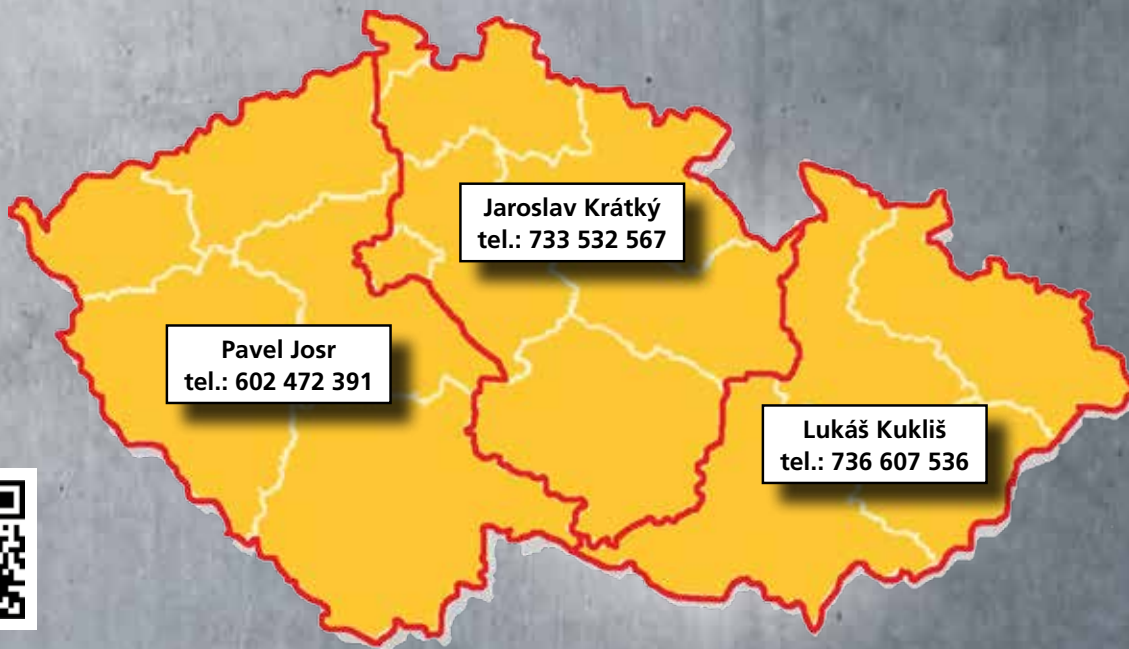 Jaroslav Krátký
tel.: 733 532 567
Pavel Josr
tel.: 602 472 391
Lukáš Kukliš
tel.: 736 607 536